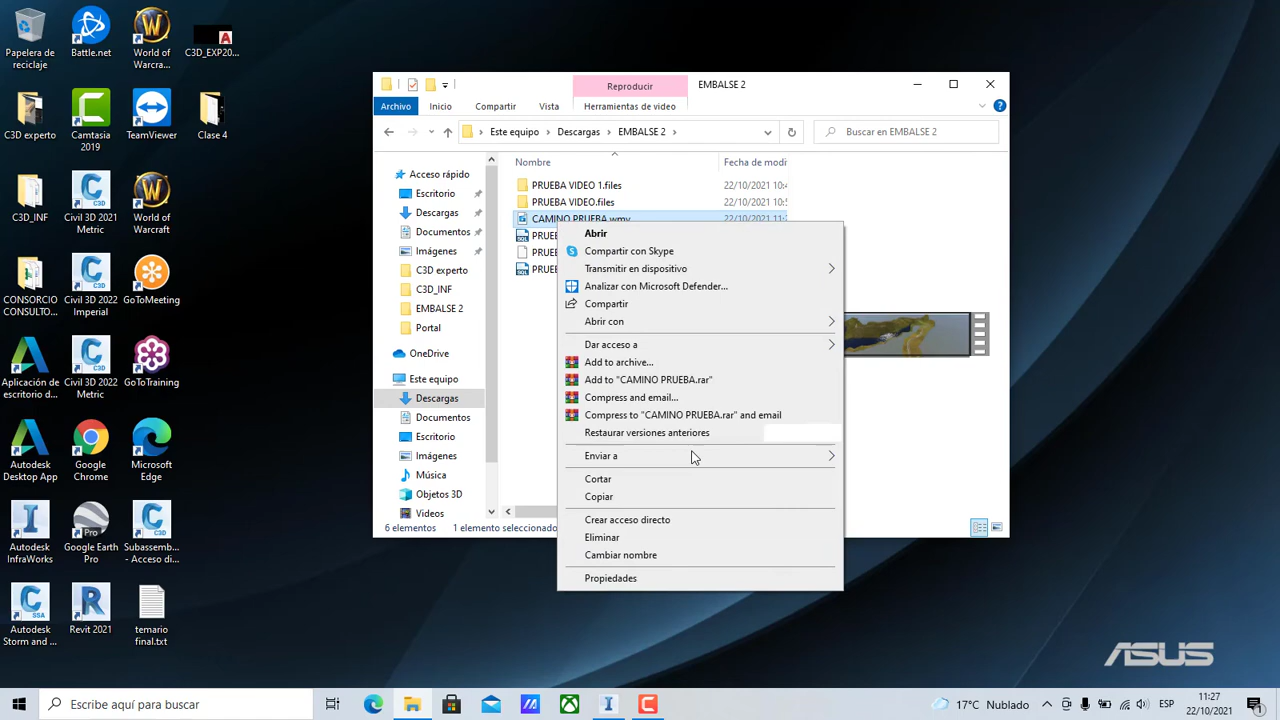 Papelera de
reciclaje
Battle.net
World of
Warcra...
C3D_EXP20...
C3D experto
Camtasia
2019
TeamViewer
Clase 4
C3D_INF
Civil 3D 2021
Metric
World of
Warcraft
CONSORCIO
CONSULTO...
Civil 3D 2022
Imperial
GoToMeeting
Aplicación de
escritorio d...
Civil 3D 2022
Metric
GoToTraining
Autodesk
Desktop App
Google
Chrome
Microsoft
Edge
Autodesk
InfraWorks
Google Earth
Pro
Subassemb...
- Acceso di...
Autodesk
Storm and ...
Revit 2021
temario
final.txt
Reproducir
EMBALSE 2
Archivo
Inicio
Compartir
Vista
Herramientas de video
Este equipo > Descargas > EMBALSE 2 >
Buscar en EMBALSE 2
Acceso rápido
Escritorio
Descargas
Documentos
Imágenes
C3D experto
C3D_INF
EMBALSE 2
Portal
OneDrive
Este equipo
Descargas
Documentos
Escritorio
Imágenes
Música
Objetos 3D
Videos
Nombre
Fecha de modi
PRUEBA VIDEO 1.files
22/10/2021 10:4
PRUEBA VIDEO.files
22/10/2021 10:5
CAMINO PRUEBA.wmv
22/10/2021 11:2
PRUE
PRUE
PRUE
Abrir
Compartir con Skype
Transmitir en dispositivo
Analizar con Microsoft Defender...
Compartir
Abrir con
Dar acceso a
Add to archive...
Add to "CAMINO PRUEBA.rar"
Compress and email...
Compress to "CAMINO PRUEBA.rar" and email
Restaurar versiones anteriores
Enviar a
Cortar
Copiar
Crear acceso directo
Eliminar
Cambiar nombre
Propiedades
6 elementos
1 elemento seleccionado
ASUS
Escribe aquí para buscar
17°C Nublado
ESP
11:27
22/10/2021
1